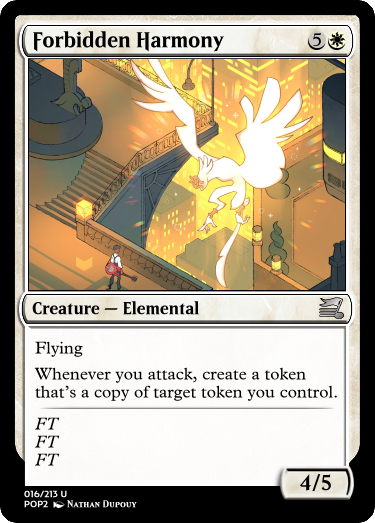 Forbidden Harmony 5
Creature — Elemental
Flying
Whenever you attack, create a token
that's a copy of target token you control.
FT
FT
FT
4/5
016/213 U
POP2 Nathan Dupouy